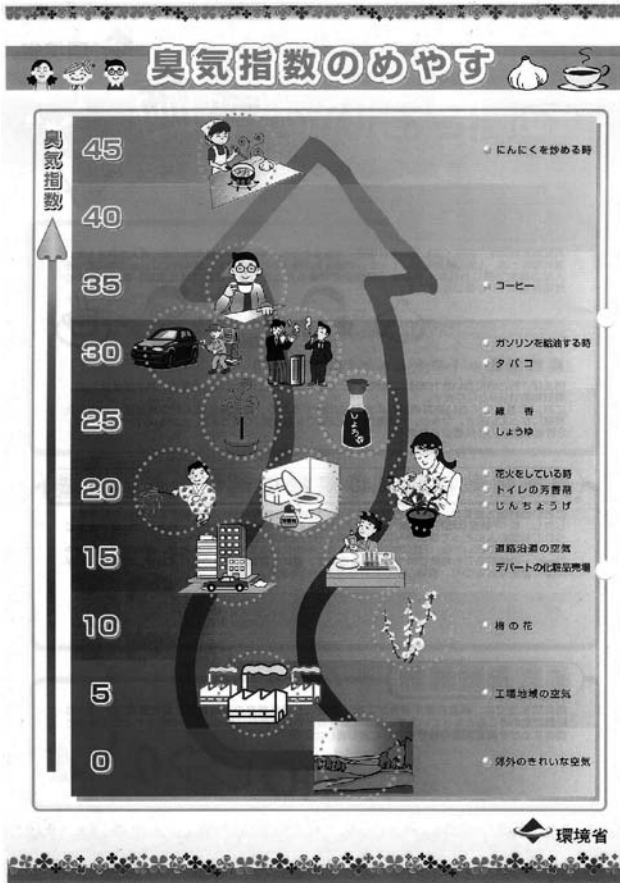 臭気指数のめやす
臭気指数
45
にんにくを炒める時
40
35
コーヒー
30
ガソリンを給油する時
タバコ
25
線香
しょうゆ
しょうゆ
20
花火をしている時
トイレの芳香剤
じんちょうげ
15
道路沿道の空気
デパートの化粧品売場
10
梅の花
5
工場地域の空気
0
郊外のきれいな空気
環境省